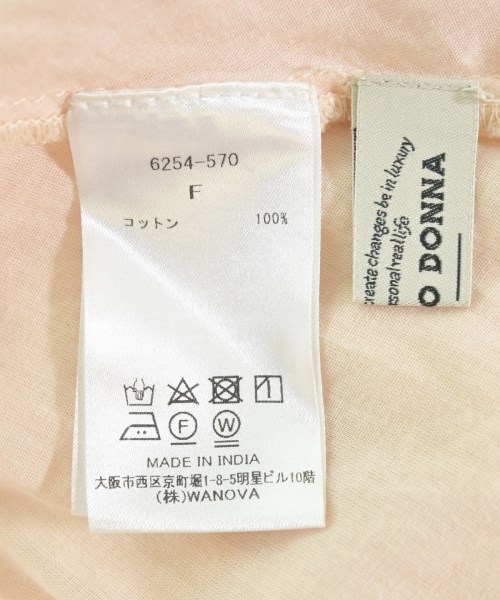 6254-570
F
コットン 100%
F W
MADE IN INDIA
大阪市西区京町堀1-8-5明星ビル10階
(株)WANOVA
create changes be in luxury
personal real life
O DONNA